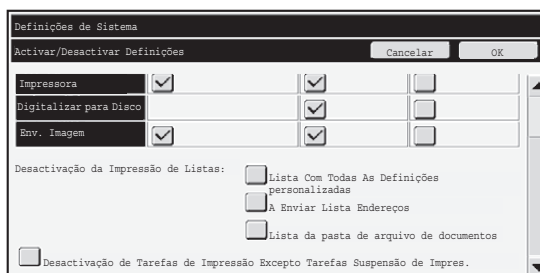 Definições de Sistema
Activar/Desactivar Definições
Cancelar
OK
Impressora
Digitalizar para Disco
Env. Imagem
Desactivação da Impressão de Listas:
Lista Com Todas As Definições
personalizadas
A Enviar Lista Endereços
Lista da pasta de arquivo de documentos
Desactivação de Tarefas de Impressão Excepto Tarefas Suspensão de Impres.